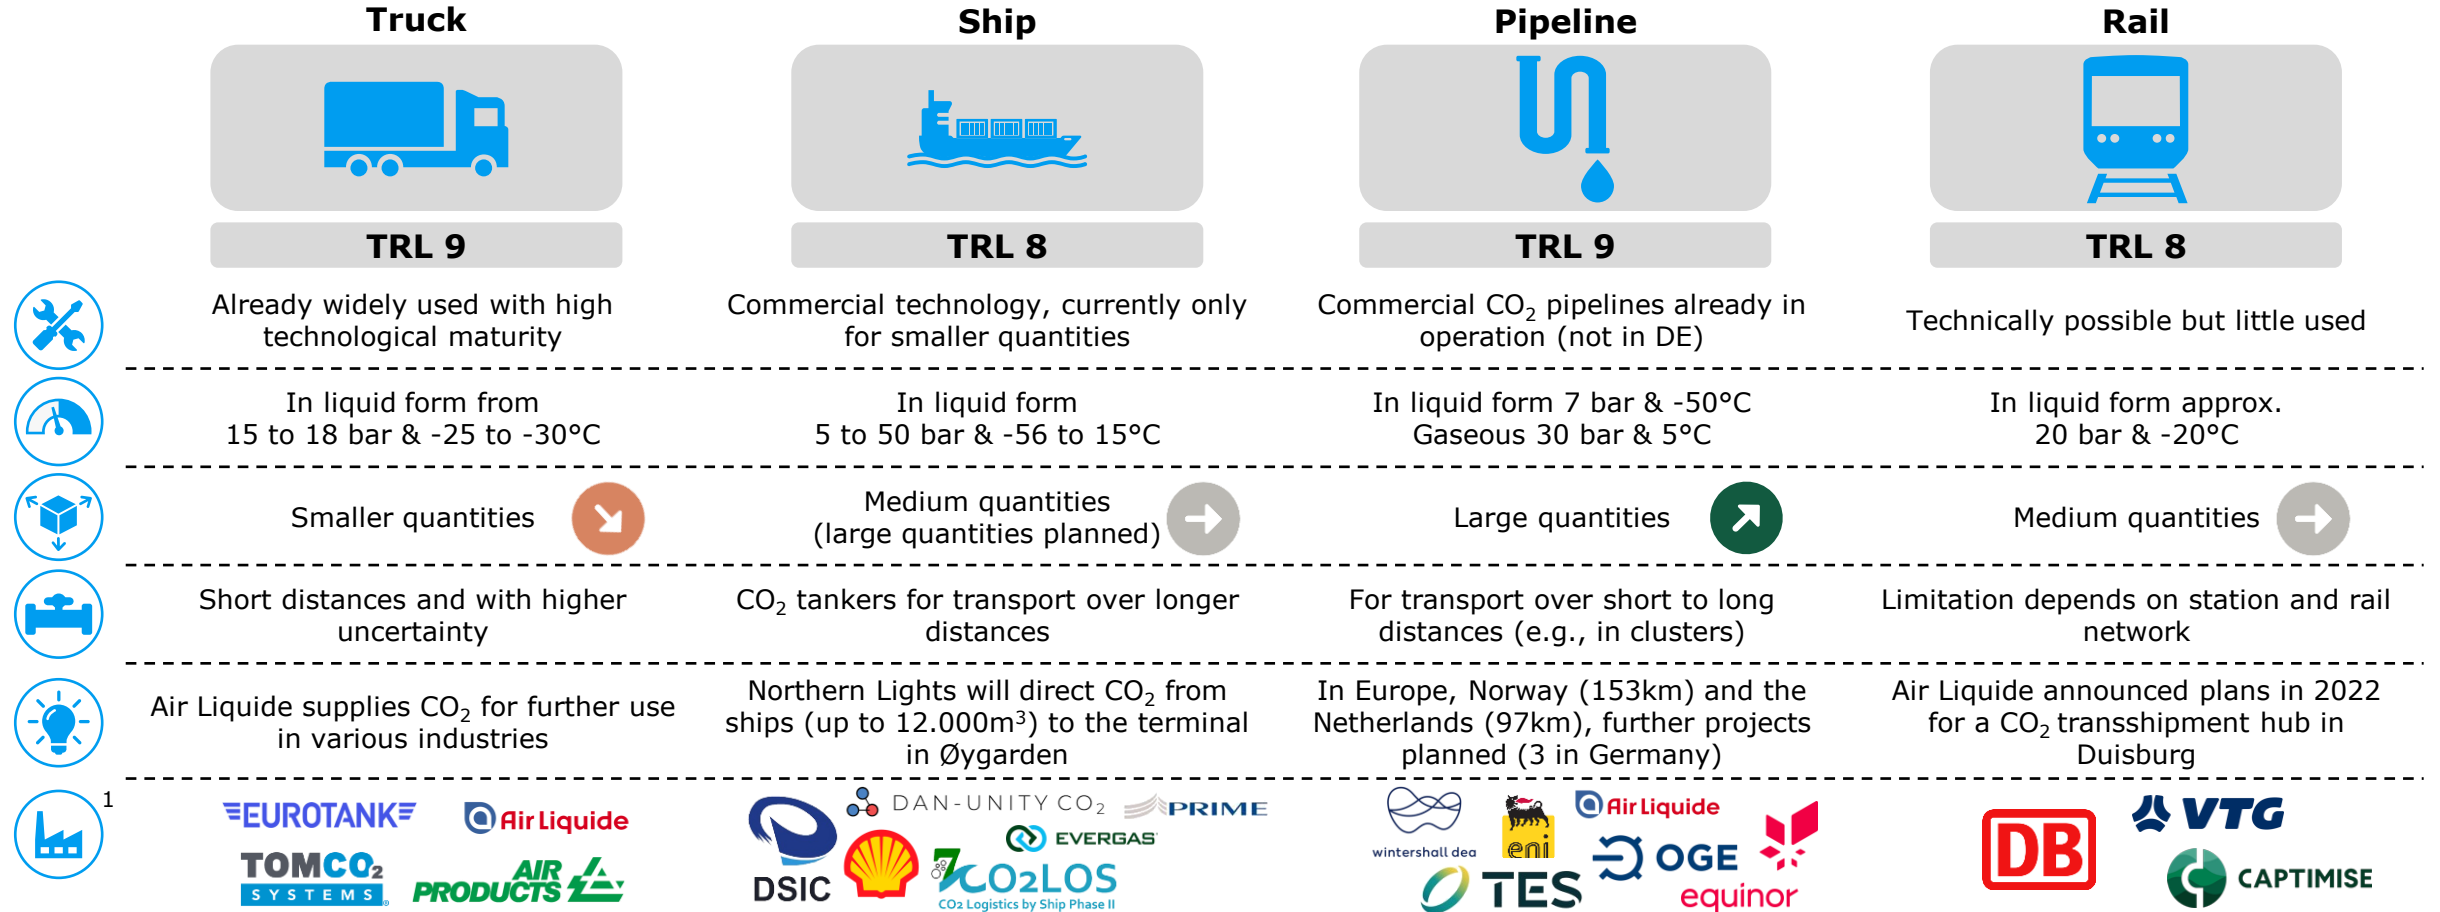 Truck
Ship
Pipeline
Rail
TRL 9
TRL 8
TRL 9
TRL 8
Already widely used with high
technological maturity
Commercial technology, currently only
for smaller quantities
Commercial CO₂ pipelines already in
operation (not in DE)
Technically possible but little used
In liquid form from
15 to 18 bar & -25 to -30°C
In liquid form
5 to 50 bar & -56 to 15°C
In liquid form 7 bar & -50°C
Gaseous 30 bar & 5°C
In liquid form approx.
20 bar & -20°C
Smaller quantities
Medium quantities
(large quantities planned)
Large quantities
Medium quantities
Short distances and with higher
uncertainty
CO₂ tankers for transport over longer
distances
For transport over short to long
distances (e.g., in clusters)
Limitation depends on station and rail
network
Air Liquide supplies CO₂ for further use
in various industries
Northern Lights will direct CO₂ from
ships (up to 12.000m³) to the terminal
in Øygarden
In Europe, Norway (153km) and the
Netherlands (97km), further projects
planned (3 in Germany)
Air Liquide announced plans in 2022
for a CO₂ transshipment hub in
Duisburg
1
EUROTANK
Air Liquide
TOMCO₂
SYSTEMS
AIR
PRODUCTS
DSIC
DAN-UNITY CO₂
PRIME
EVERGAS
CO2LOS
CO2 Logistics by Ship Phase II
wintershall dea
eni
Air Liquide
OGE
TES
equinor
DB
VTG
CAPTIMISE